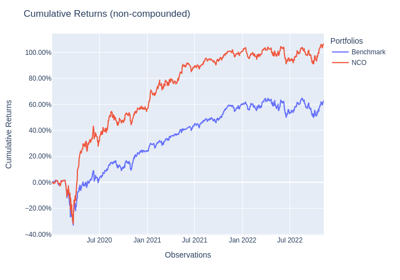 Cumulative Returns (non-compounded)
Portfolios
Benchmark
NCO
100.00%
80.00%
60.00%
40.00%
20.00%
0.00%
−20.00%
−40.00%
Cumulative Returns
Jul 2020
Jan 2021
Jul 2021
Jan 2022
Jul 2022
Observations